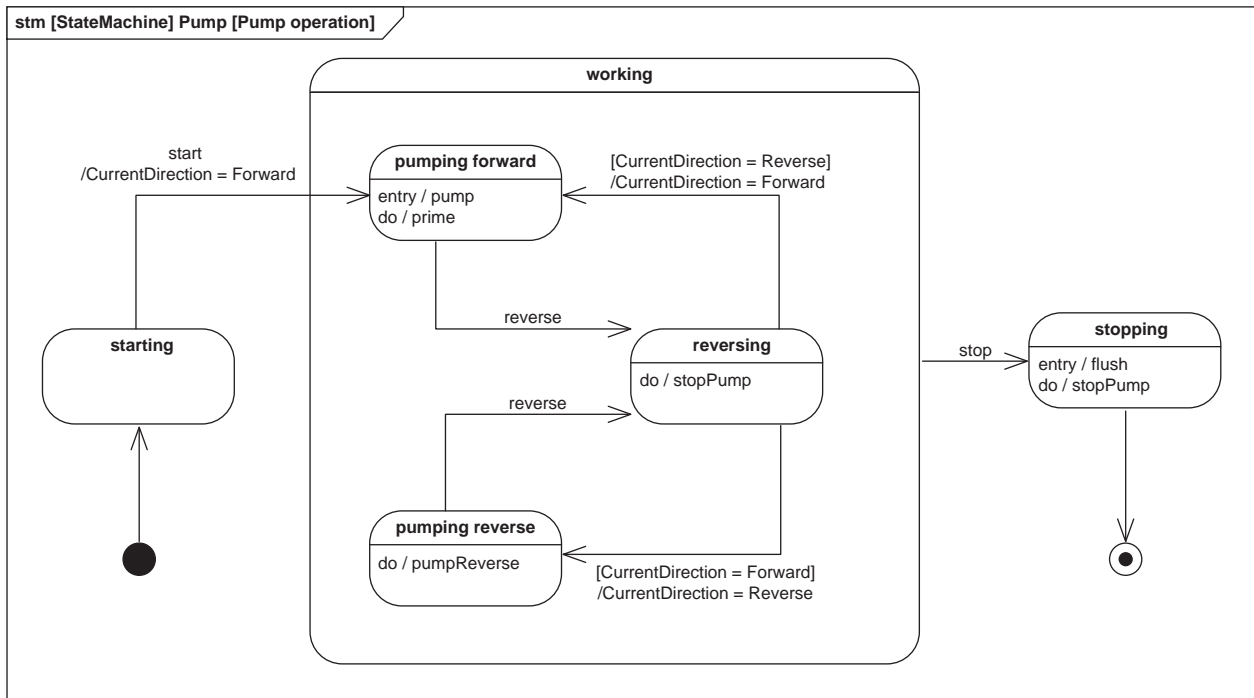 stm [StateMachine] Pump [Pump operation]
working
start
/CurrentDirection = Forward
pumping forward
entry / pump
do / prime
[CurrentDirection = Reverse]
/CurrentDirection = Forward
reverse
starting
reversing
do / stopPump
stop
stopping
entry / flush
do / stopPump
reverse
pumping reverse
do / pumpReverse
[CurrentDirection = Forward]
/CurrentDirection = Reverse